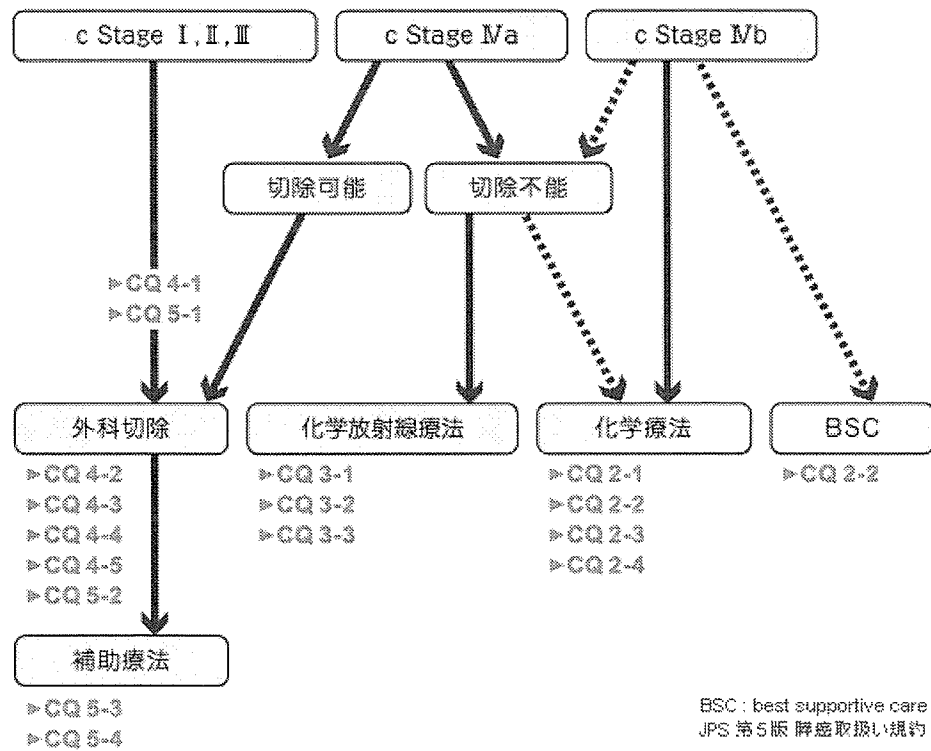 c Stage Ⅰ,Ⅱ,Ⅲ
c Stage Ⅳa
c Stage Ⅳb
切除可能
切除不能
►CQ 4-1
►CQ 5-1
外科切除
化学放射線療法
化学療法
BSC
►CQ 4-2
►CQ 4-3
►CQ 4-4
►CQ 4-5
►CQ 5-2
►CQ 3-1
►CQ 3-2
►CQ 3-3
►CQ 2-1
►CQ 2-2
►CQ 2-3
►CQ 2-4
►CQ 2-2
補助療法
►CQ 5-3
►CQ 5-4
BSC : best supportive care
JPS 第5版 膵癌取扱い規約